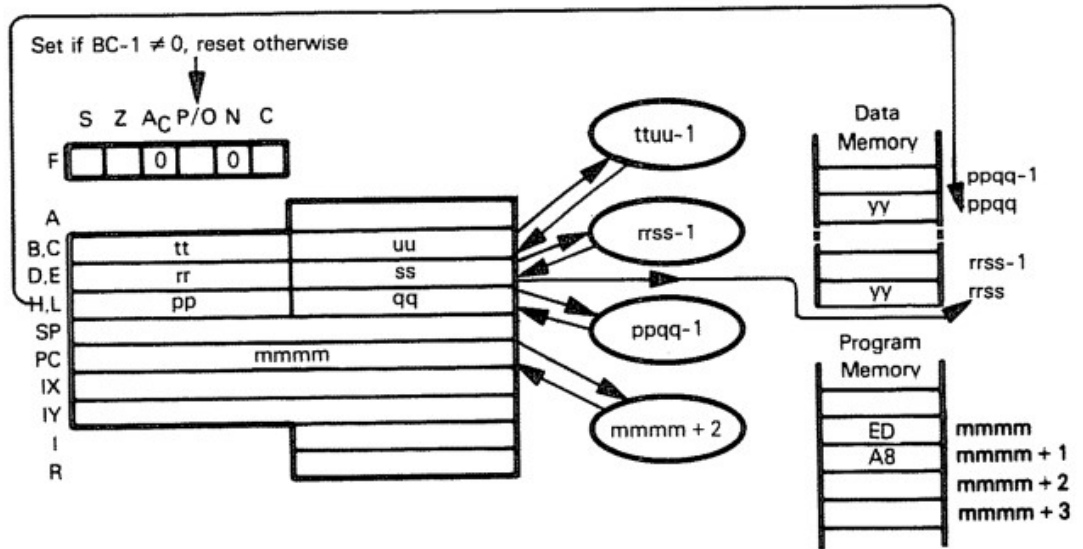 Set if BC-1 ≠ 0, reset otherwise
S Z AC P/O N C
F 0 0
A
B,C tt uu
D,E rr ss
H,L pp qq
SP
PC mmmm
IX
IY
I
R
ttuu-1
rrss-1
ppqq-1
mmmm + 2
Data
Memory
ppqq-1
yy ppqq
rrss-1
yy rrss
Program
Memory
ED mmmm
A8 mmmm + 1
mmmm + 2
mmmm + 3